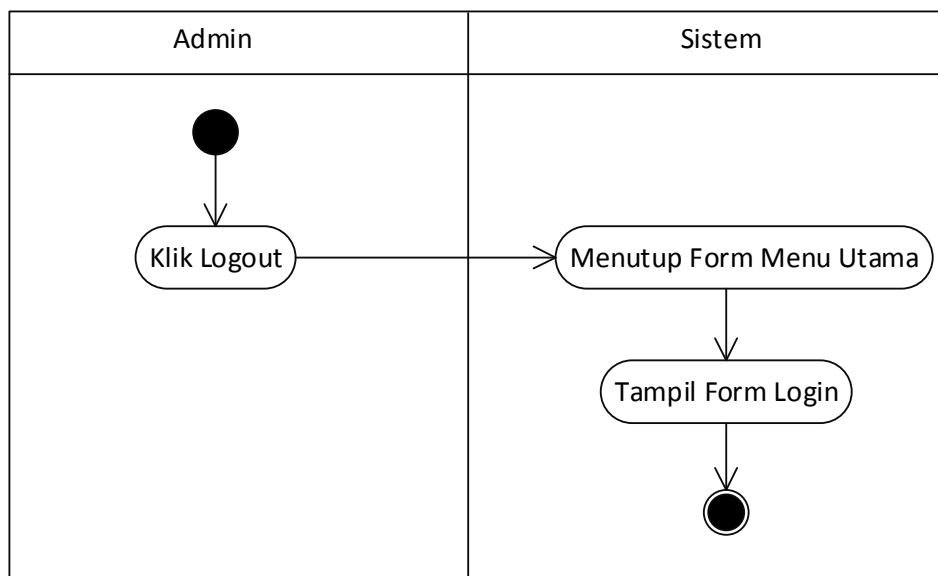 Admin
Sistem
Klik Logout
Menutup Form Menu Utama
Tampil Form Login